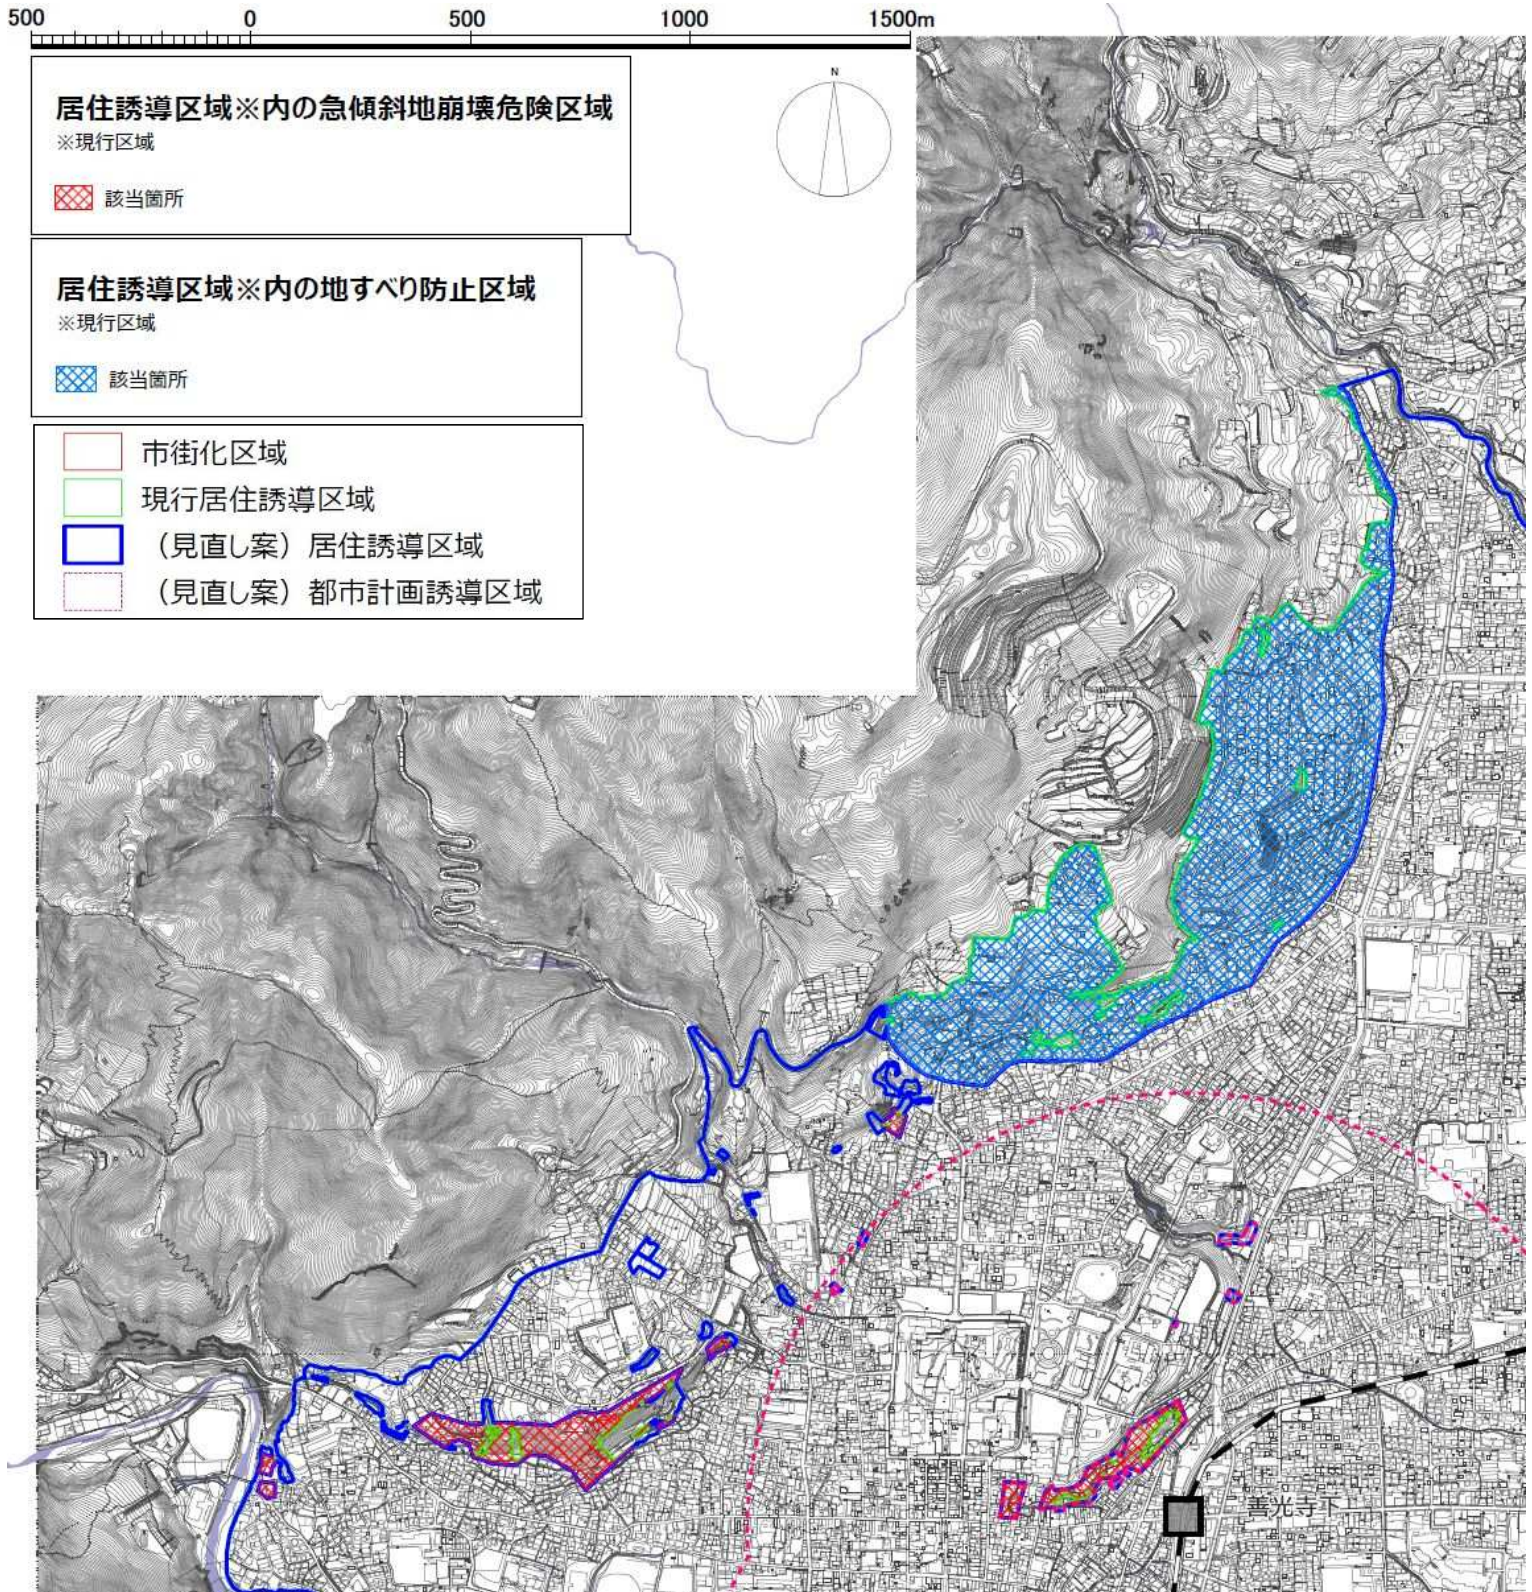 500 0 500 1000 1500m
N
居住誘導区域※内の急傾斜地崩壊危険区域
※現行区域
該当箇所
居住誘導区域※内の地すべり防止区域
※現行区域
該当箇所
市街化区域
現行居住誘導区域
（見直し案）居住誘導区域
（見直し案）都市計画誘導区域
善光寺下